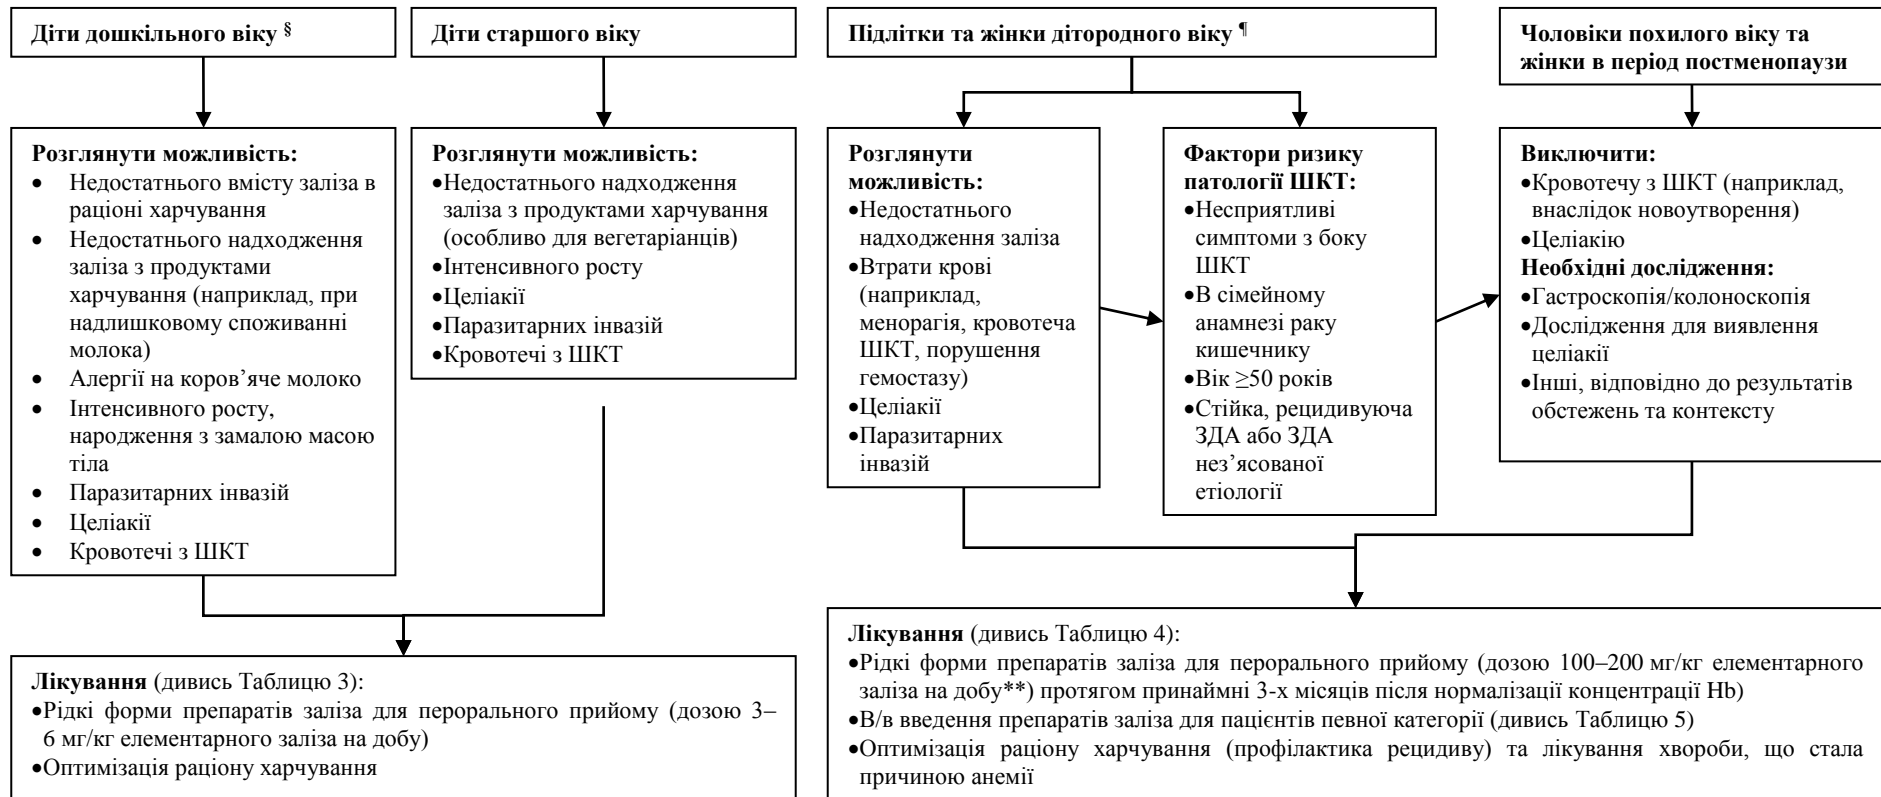 Діти дошкільного віку §
Діти старшого віку
Підлітки та жінки дітородного віку ¶
Чоловіки похилого віку та
жінки в період постменопаузи
Розглянути можливість:
• Недостатнього вмісту заліза в
раціоні харчування
• Недостатнього надходження
заліза з продуктами
харчування (наприклад, при
надлишковому споживанні
молока)
• Алергії на коров’яче молоко
• Інтенсивного росту,
народження з замалою масою
тіла
• Паразитарних інвазій
• Целіакії
• Кровотечі з ШКТ
Розглянути можливість:
•Недостатнього надходження
заліза з продуктами харчування
(особливо для вегетаріанців)
•Інтенсивного росту
•Целіакії
•Паразитарних інвазій
•Кровотечі з ШКТ
Розглянути
можливість:
•Недостатнього
надходження заліза
•Втрати крові
(наприклад,
менорагія, кровотеча
ШКТ, порушення
гемостазу)
•Целіакії
•Паразитарних
інвазій
Фактори ризику
патології ШКТ:
•Несприятливі
симптоми з боку
ШКТ
•В сімейному
анамнезі раку
кишечнику
•Вік ≥50 років
•Стійка, рецидивуюча
ЗДА або ЗДА
нез’ясованої
етіології
Виключити:
•Кровотечу з ШКТ (наприклад,
внаслідок новоутворення)
•Целіакію
Необхідні дослідження:
•Гастроскопія/колоноскопія
•Дослідження для виявлення
целіакії
•Інші, відповідно до результатів
обстежень та контексту
Лікування (дивись Таблицю 3):
•Рідкі форми препаратів заліза для перорального прийому (дозою 3–
6 мг/кг елементарного заліза на добу)
•Оптимізація раціону харчування
Лікування (дивись Таблицю 4):
•Рідкі форми препаратів заліза для перорального прийому (дозою 100–200 мг/кг елементарного
заліза на добу**) протягом принаймні 3-х місяців після нормалізації концентрації Hb)
•В/в введення препаратів заліза для пацієнтів певної категорії (дивись Таблицю 5)
•Оптимізація раціону харчування (профілактика рецидиву) та лікування хвороби, що стала
причиною анемії